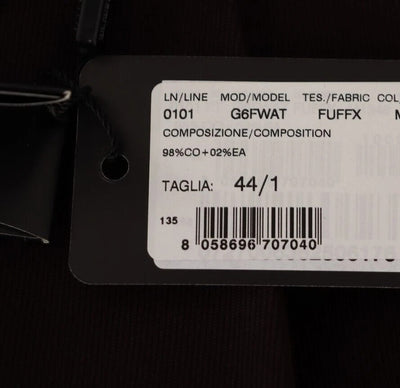 LN/LINE MOD/MODEL TES./FABRIC COL/
0101 G6FWAT FUFFX
COMPOSIZIONE/COMPOSITION
98%CO+02%EA
TAGLIA: 44/1
135
8 058696 707040